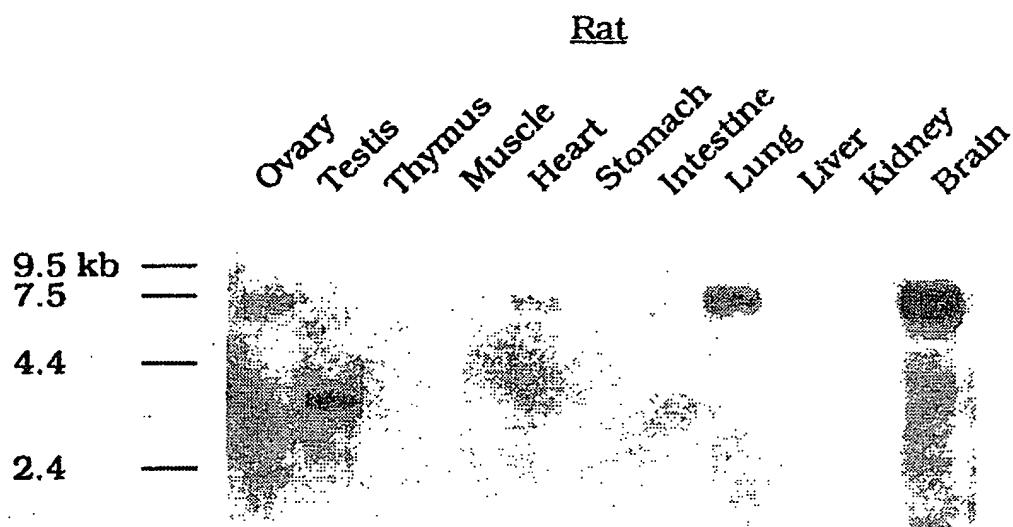 Rat
Ovary
Testis
Thymus
Muscle
Heart
Stomach
Intestine
Lung
Liver
Kidney
Brain
9.5 kb
7.5
4.4
2.4